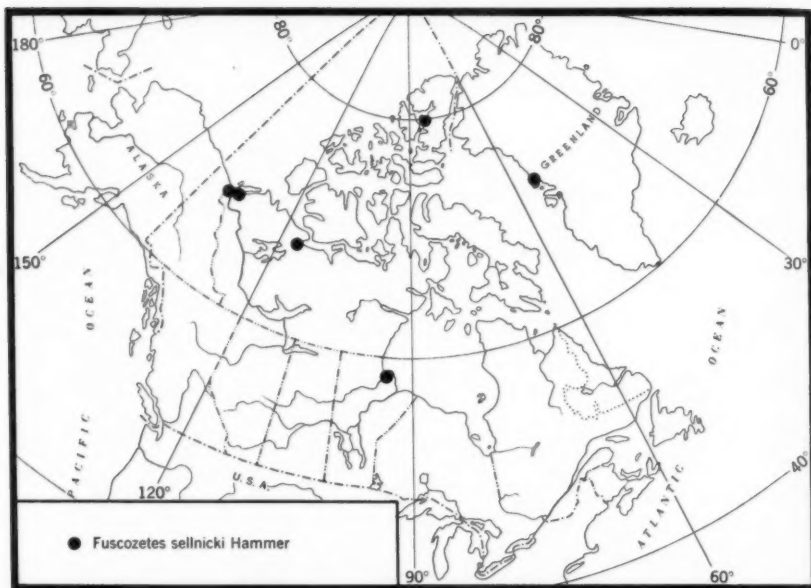 180°
60°
80°
80°
0°
60°
ALASKA
GREENLAND
150°
30°
PACIFIC OCEAN
OCEAN
ATLANTIC
U.S.A.
120°
40°
90°
60°
Fuscozetes sellnicki Hammer